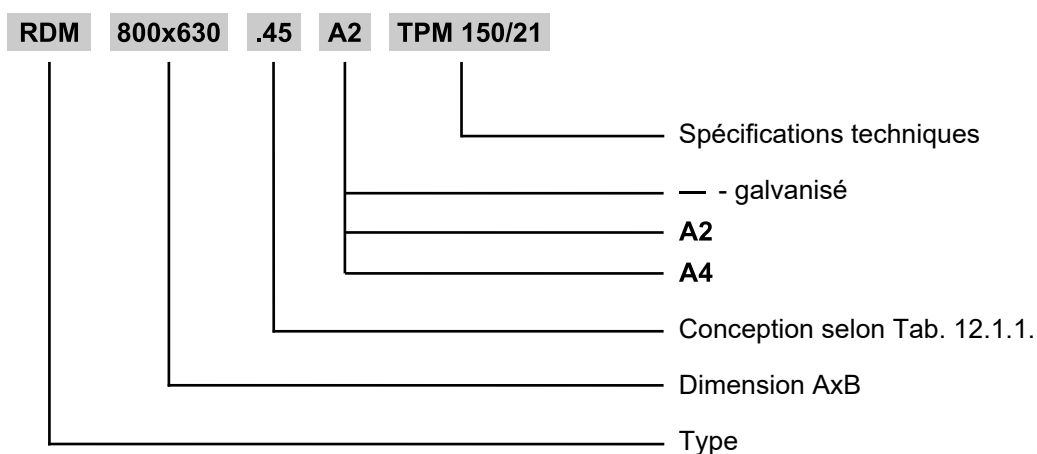 RDM 800x630 .45 A2 TPM 150/21
Spécifications techniques
— - galvanisé
A2
A4
Conception selon Tab. 12.1.1.
Dimension AxB
Type